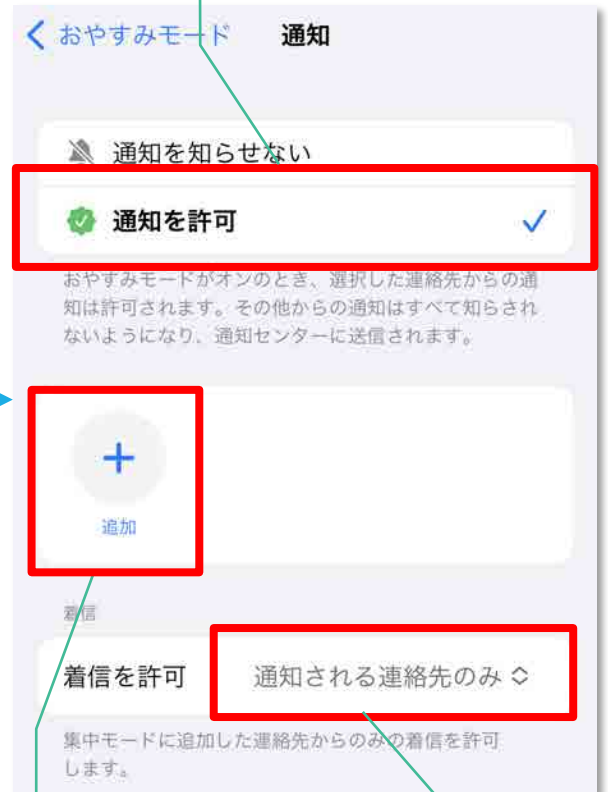 おやすみモード 通知
通知を知らせない
通知を許可
おやすみモードがオンのとき、選択した連絡先からの通
知は許可されます。その他からの通知はすべて知らされ
ないようになり、通知センターに送信されます。
追加
着信
着信を許可 通知される連絡先のみ
集中モードに追加した連絡先からのみの着信を許可
します。